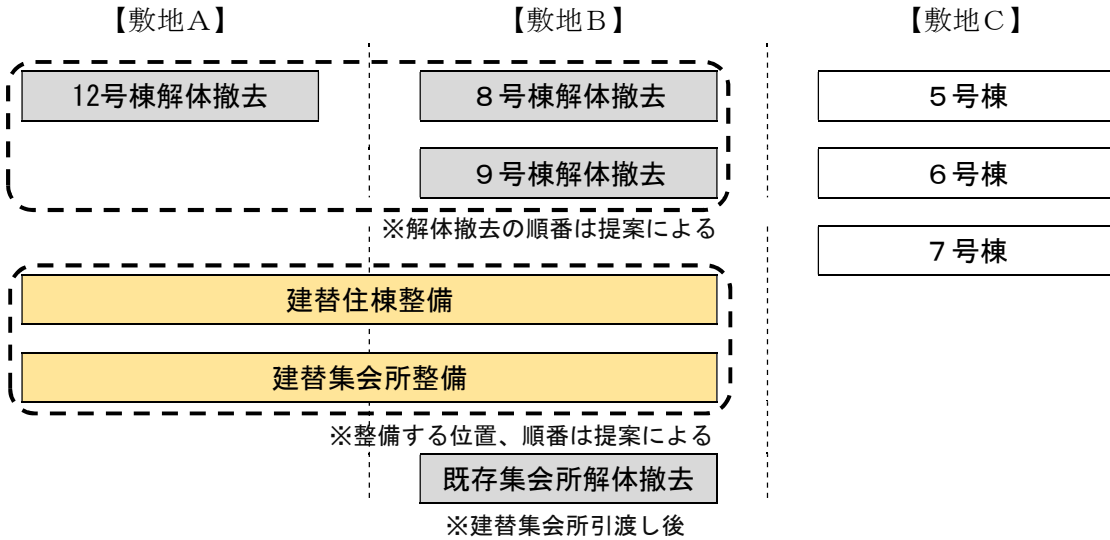 【敷地Ａ】
【敷地Ｂ】
【敷地Ｃ】
12号棟解体撤去
８号棟解体撤去
５号棟
９号棟解体撤去
６号棟
※解体撤去の順番は提案による
７号棟
建替住棟整備
建替集会所整備
※整備する位置、順番は提案による
既存集会所解体撤去
※建替集会所引渡し後